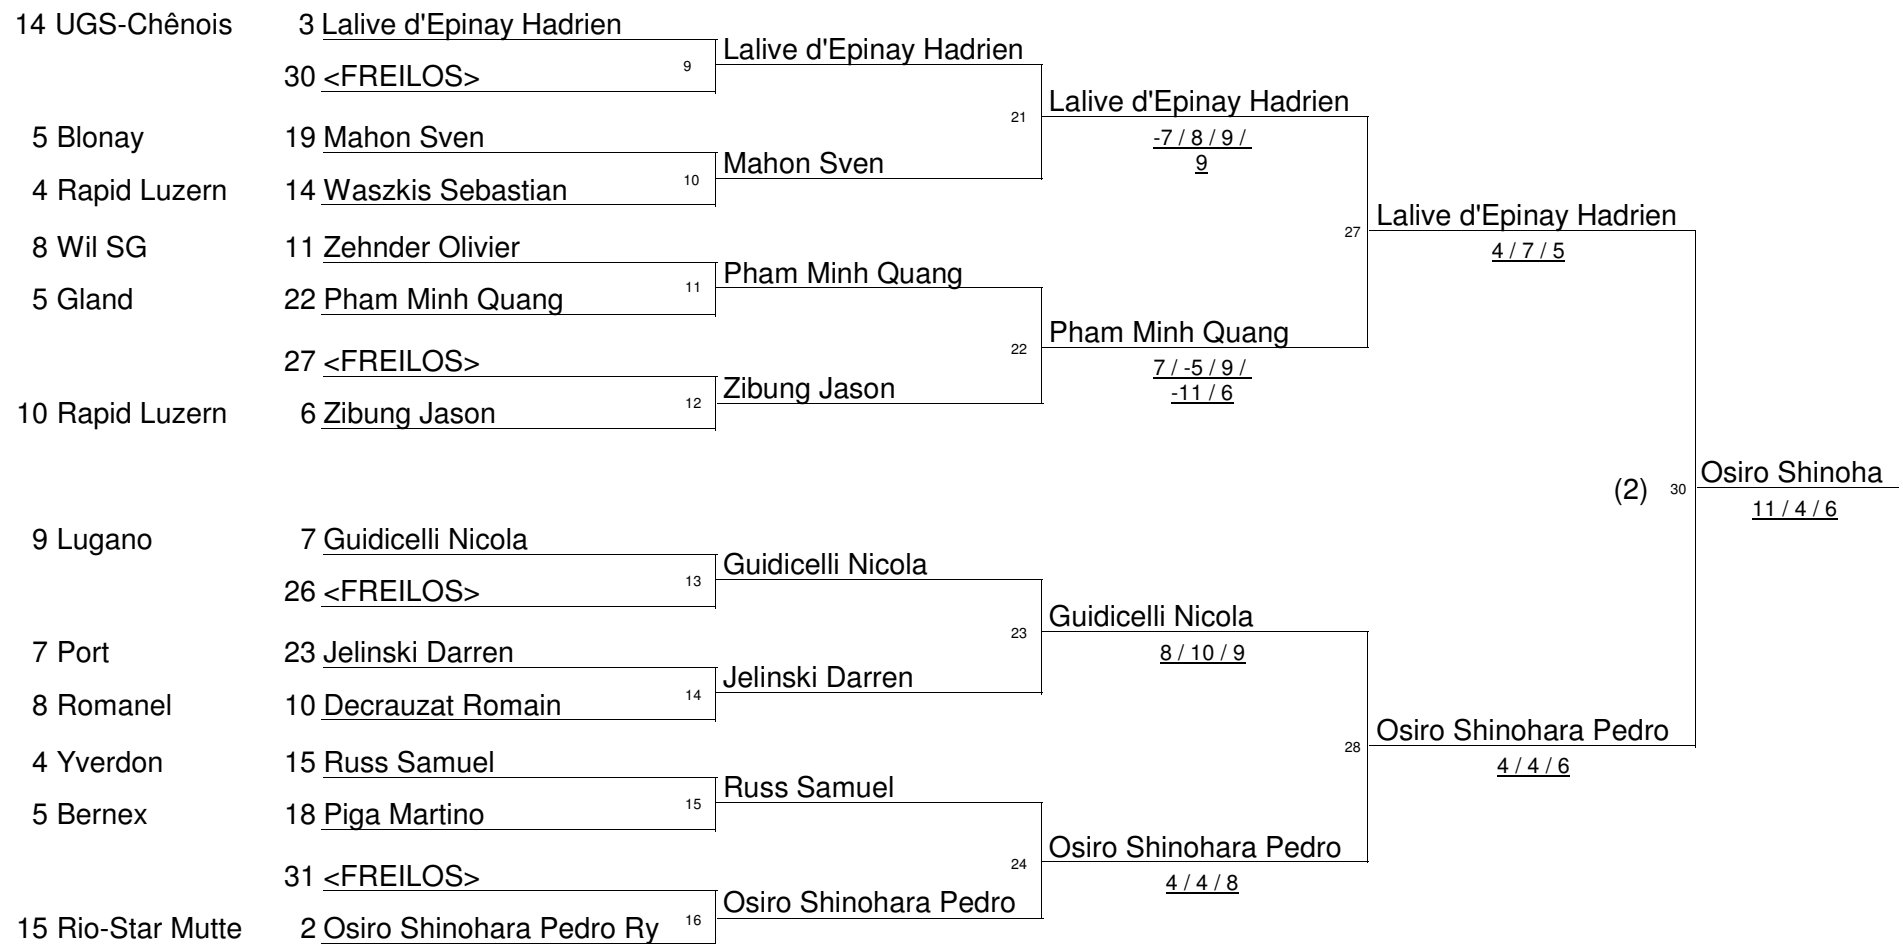 14 UGS-Chênois 3 Lalive d'Epinay Hadrien
Lalive d'Epinay Hadrien
30 <FREILOS> 9
Lalive d'Epinay Hadrien
21
5 Blonay 19 Mahon Sven
-7 / 8 / 9 /
9
Mahon Sven
4 Rapid Luzern 14 Waszkis Sebastian 10
Lalive d'Epinay Hadrien
27
4 / 7 / 5
8 Wil SG 11 Zehnder Olivier
Pham Minh Quang
5 Gland 22 Pham Minh Quang 11
Pham Minh Quang
22
7 / -5 / 9 /
-11 / 6
27 <FREILOS>
Zibung Jason
10 Rapid Luzern 6 Zibung Jason 12
Osiro Shinoha
(2) 30
11 / 4 / 6
9 Lugano 7 Guidicelli Nicola
Guidicelli Nicola
26 <FREILOS> 13
Guidicelli Nicola
23
8 / 10 / 9
7 Port 23 Jelinski Darren
Jelinski Darren
8 Romanel 10 Decrauzat Romain 14
Osiro Shinohara Pedro
28
4 / 4 / 6
4 Yverdon 15 Russ Samuel
Russ Samuel
5 Bernex 18 Piga Martino 15
Osiro Shinohara Pedro
24
4 / 4 / 8
31 <FREILOS>
Osiro Shinohara Pedro
15 Rio-Star Mutte 2 Osiro Shinohara Pedro Ry 16